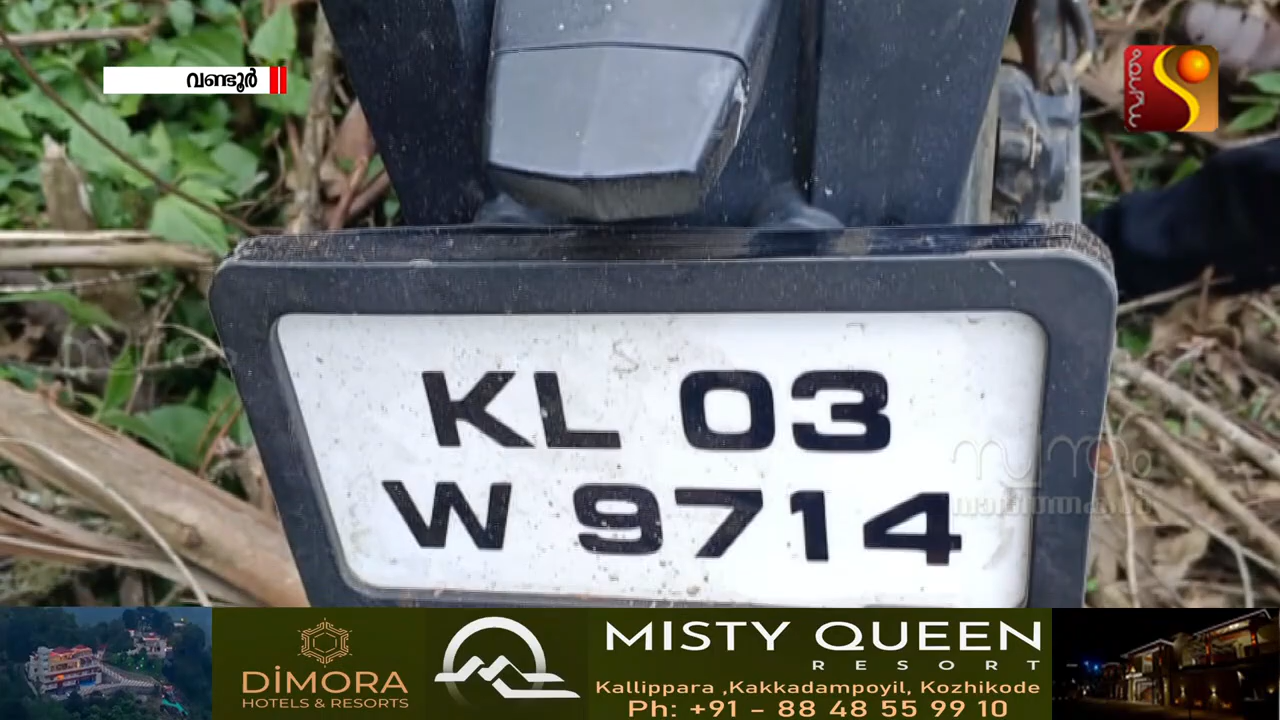 വണ്ടൂർ
KL 03
W 9714
DiMORA
HOTELS & RESORTS
MISTY QUEEN
RESORT
Kallippara ,Kakkadampoyil, Kozhikode
Ph: +91 - 88 48 55 99 10